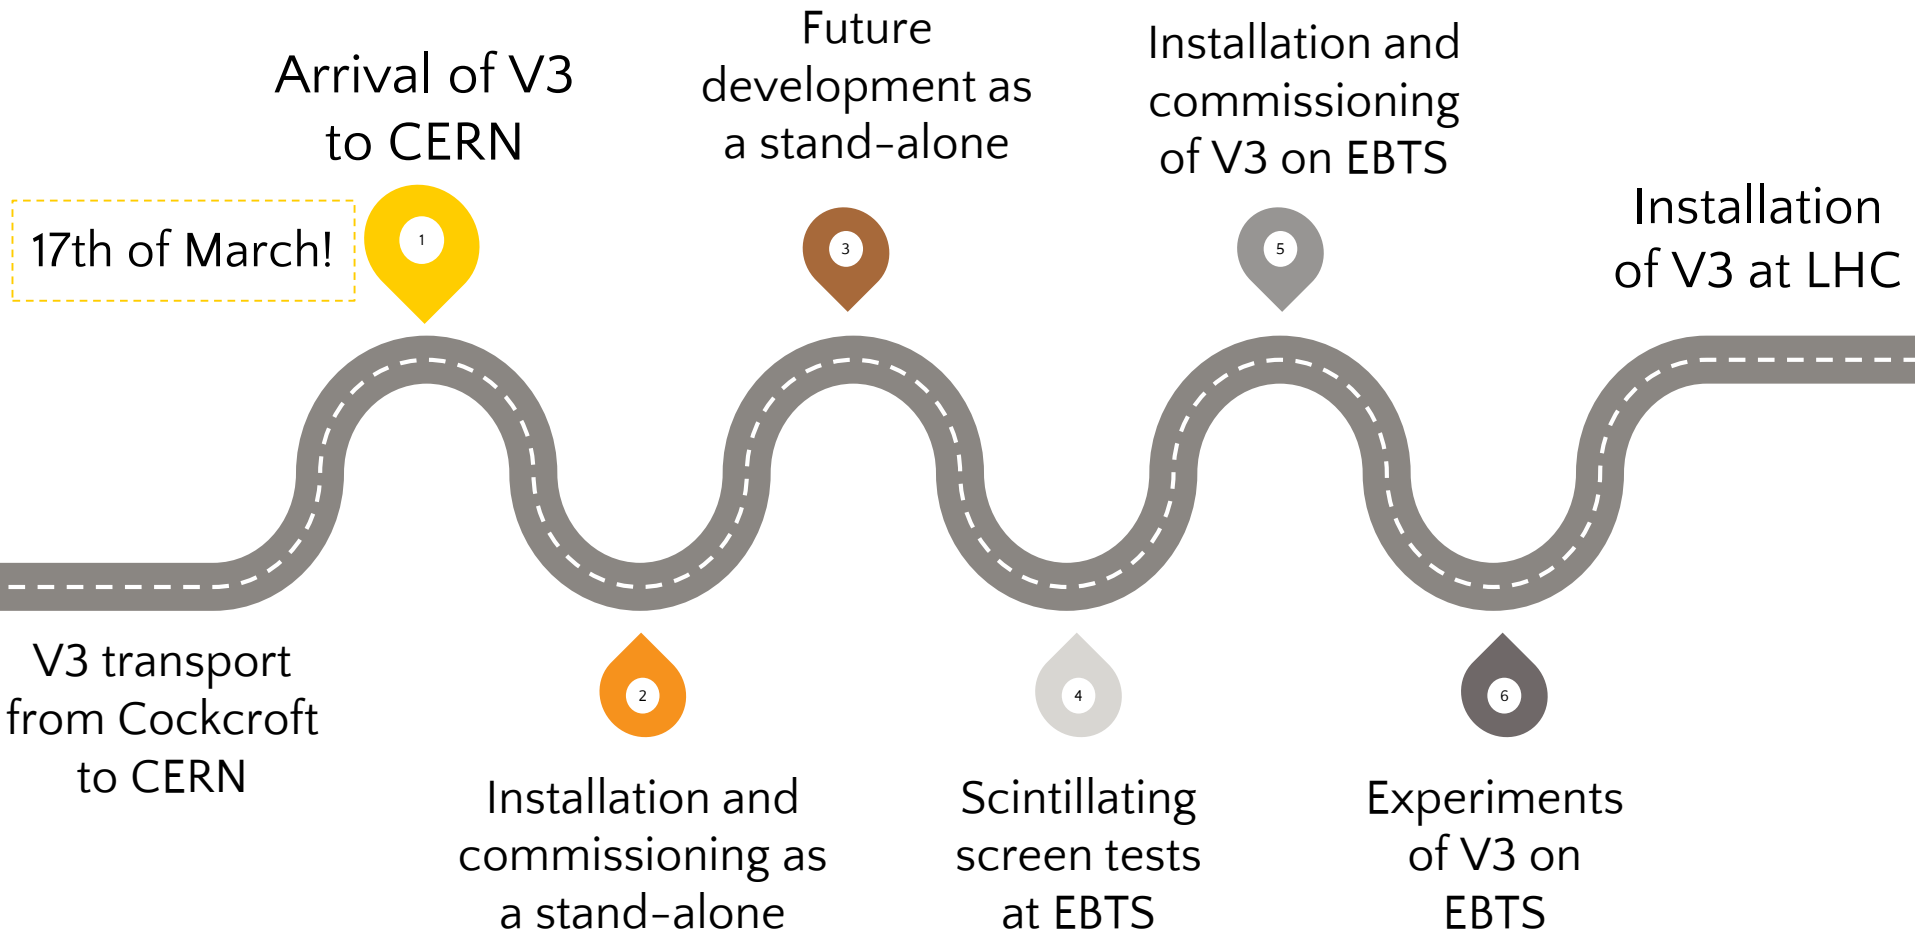 V3 transport
from Cockcroft
to CERN
17th of March!
Arrival of V3
to CERN
1
2
Installation and
commissioning as
a stand-alone
Future
development as
a stand-alone
3
4
Scintillating
screen tests
at EBTS
Installation and
commissioning
of V3 on EBTS
5
6
Experiments
of V3 on
EBTS
Installation
of V3 at LHC